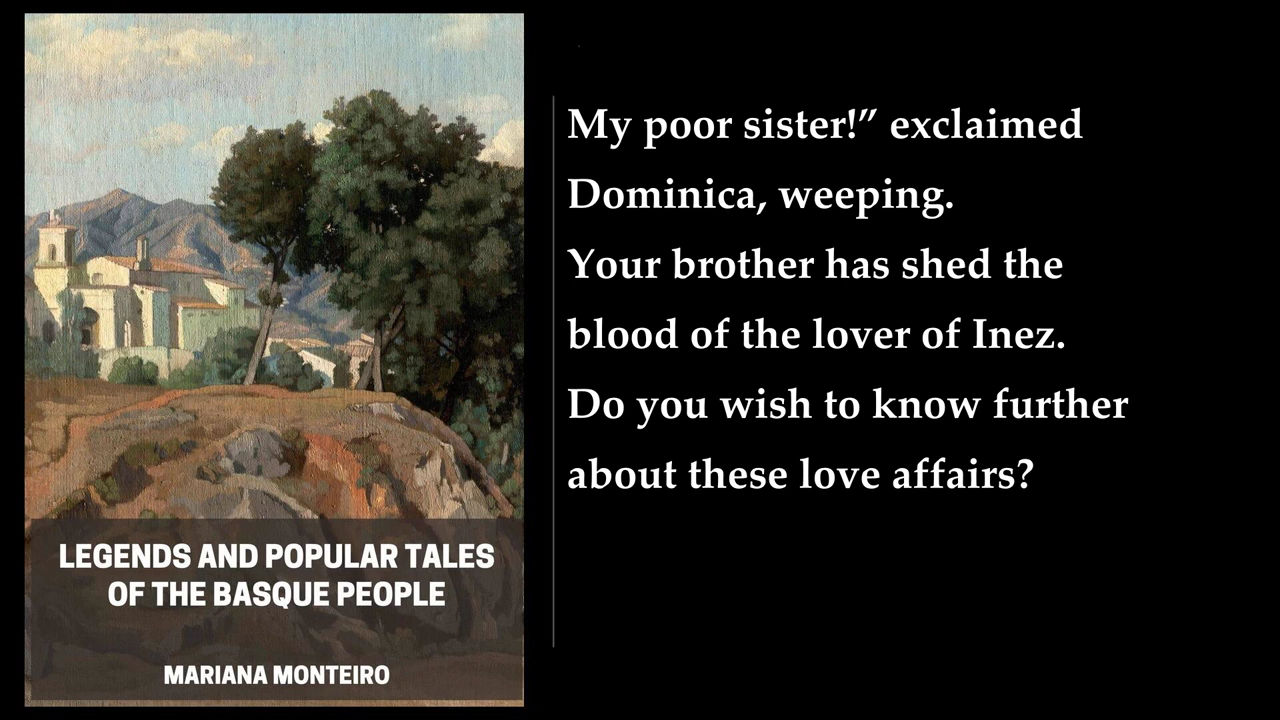 My poor sister!” exclaimed
Dominica, weeping.
Your brother has shed the
blood of the lover of Inez.
Do you wish to know further
about these love affairs?
LEGENDS AND POPULAR TALES
OF THE BASQUE PEOPLE
MARIANA MONTEIRO